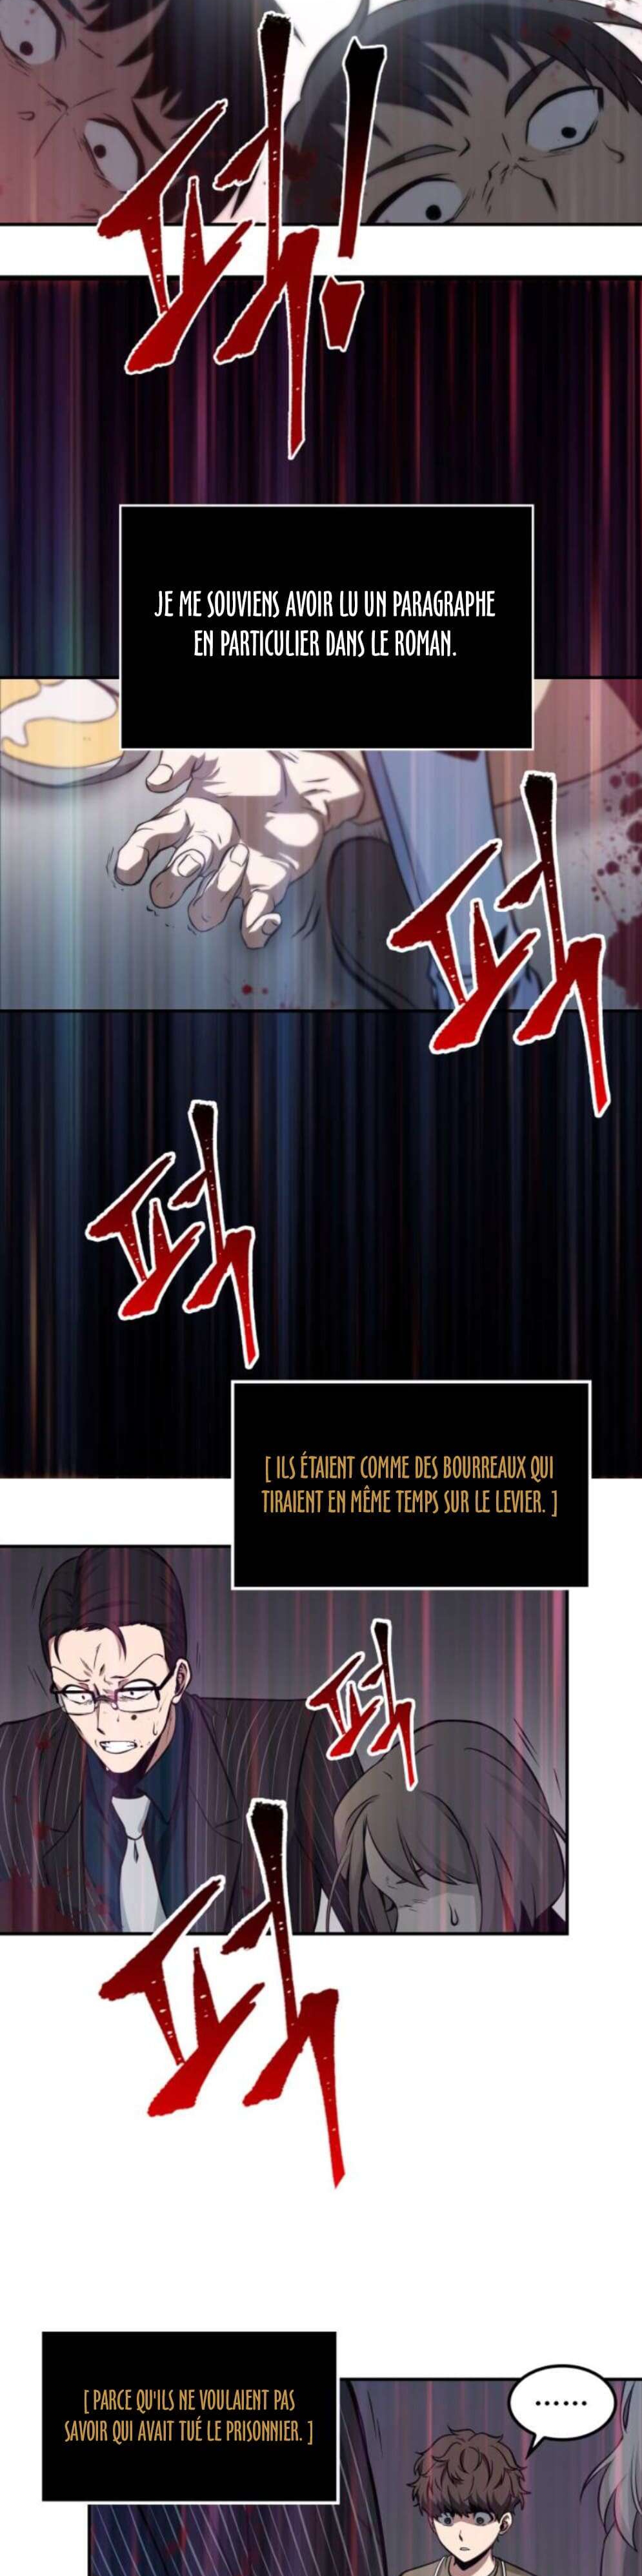 퍽!
JE ME SOUVIENS AVOIR LU UN PARAGRAPHE
EN PARTICULIER DANS LE ROMAN.
퍽
퍽
[ ILS ÉTAIENT COMME DES BOURREAUX QUI
TIRAIENT EN MÊME TEMPS SUR LE LEVIER. ]
퍽
퍽
[ PARCE QU'ILS NE VOULAIENT PAS
SAVOIR QUI AVAIT TUÉ LE PRISONNIER. ]
......